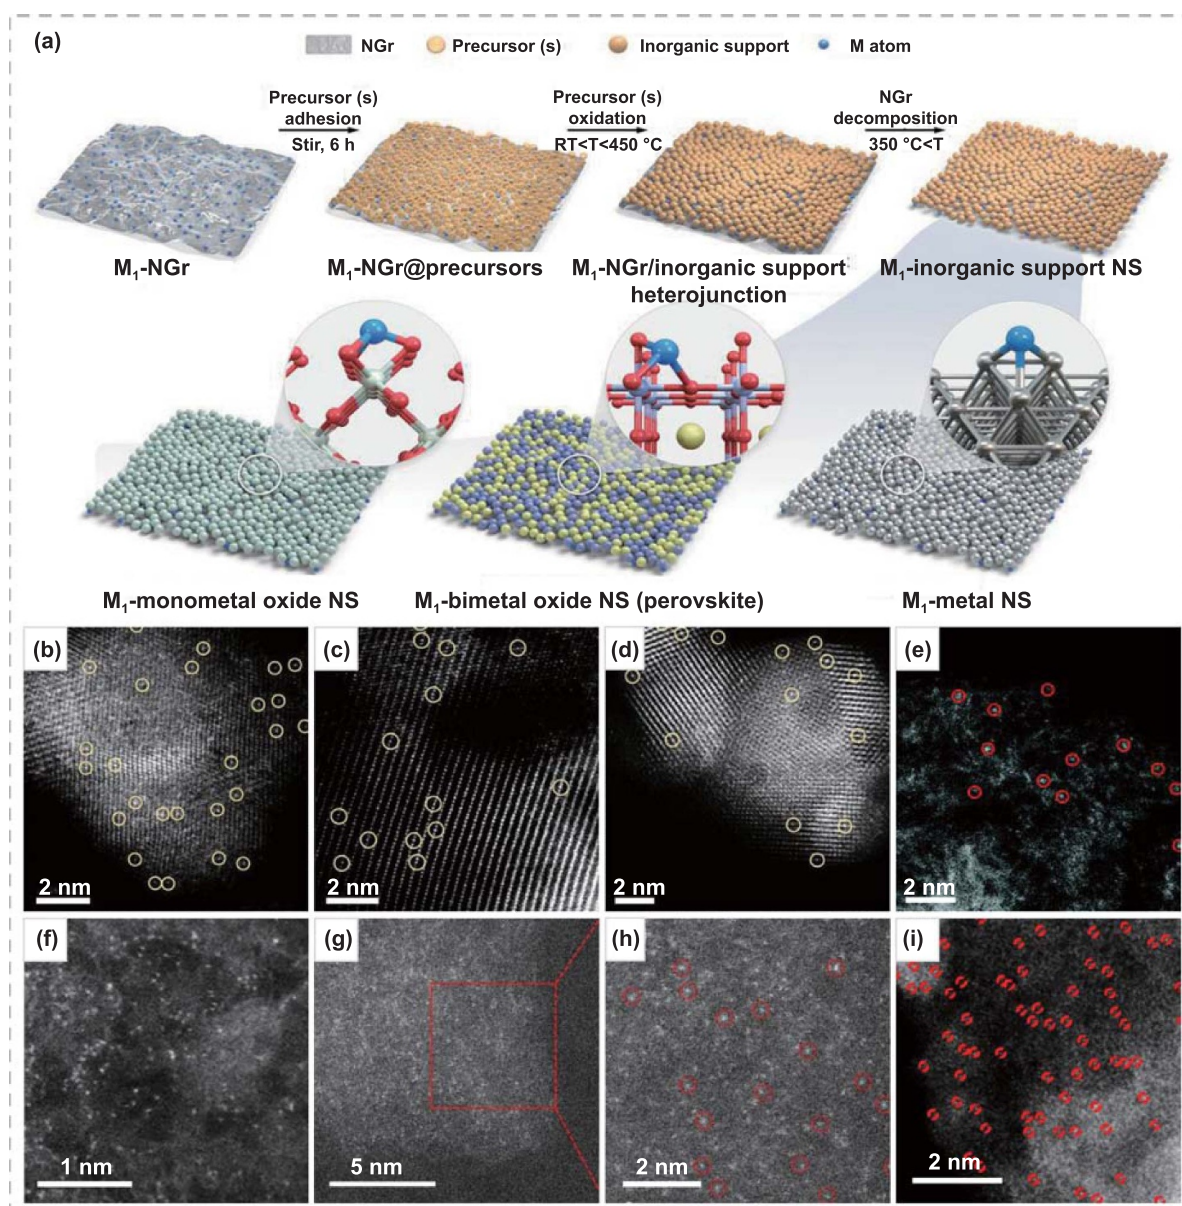 (a)
NGr
Precursor (s)
Inorganic support
M atom
Precursor (s)
adhesion
Stir, 6 h
Precursor (s)
oxidation
RT<T<450 °C
NGr
decomposition
350 °C<T
M₁-NGr
M₁-NGr@precursors
M₁-NGr/inorganic support
heterojunction
M₁-inorganic support NS
M₁-monometal oxide NS
M₁-bimetal oxide NS (perovskite)
M₁-metal NS
(b)
2 nm
(c)
2 nm
(d)
2 nm
(e)
2 nm
(f)
1 nm
(g)
5 nm
(h)
2 nm
(i)
2 nm